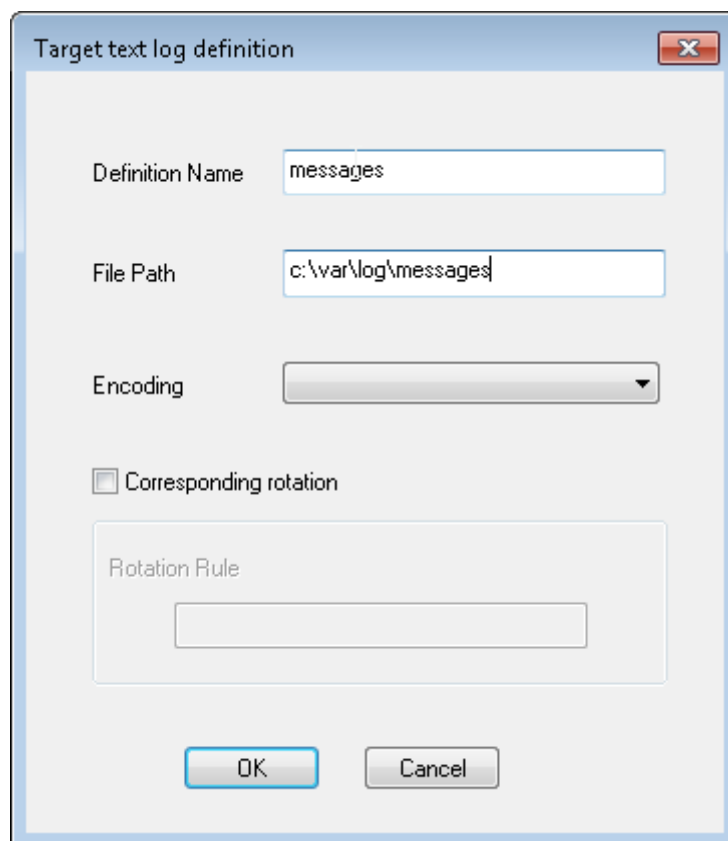 Target text log definition
Definition Name
messages
File Path
c:\var\log\messages
Encoding
Corresponding rotation
Rotation Rule
OK
Cancel